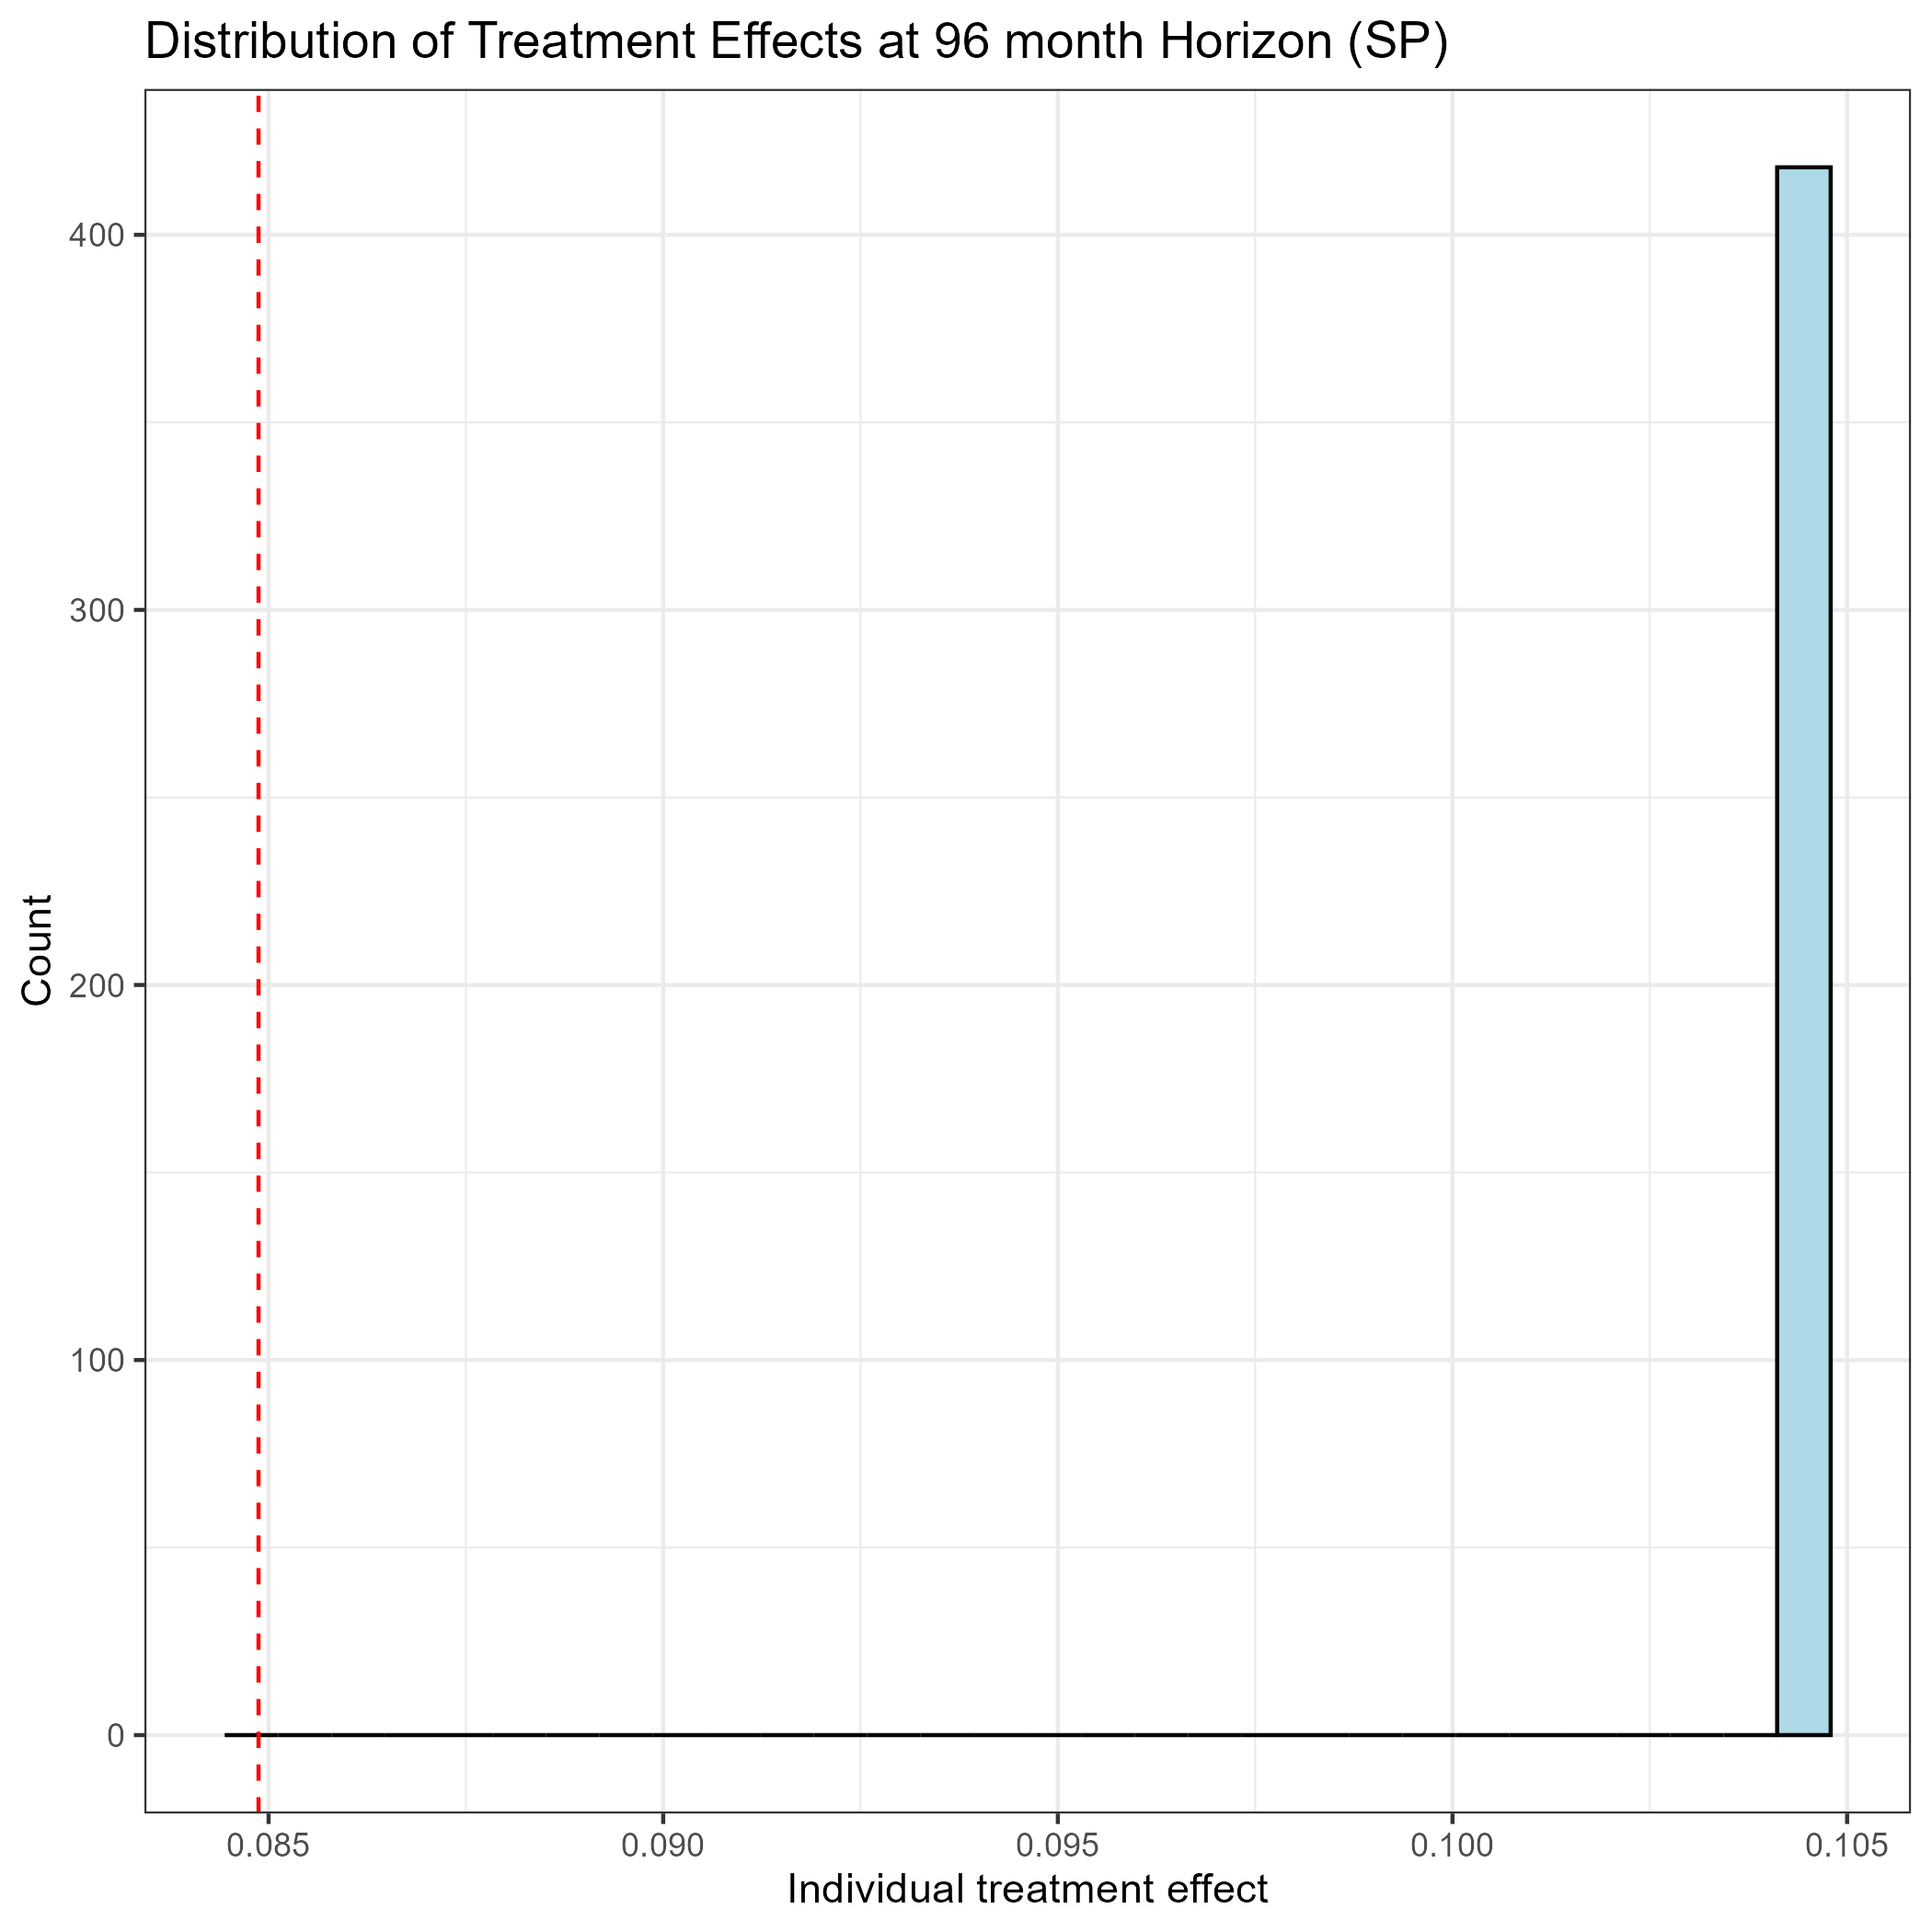 Distribution of Treatment Effects at 96 month Horizon (SP)
400
300
200
100
0
Count
0.085 0.090 0.095 0.100 0.105
Individual treatment effect